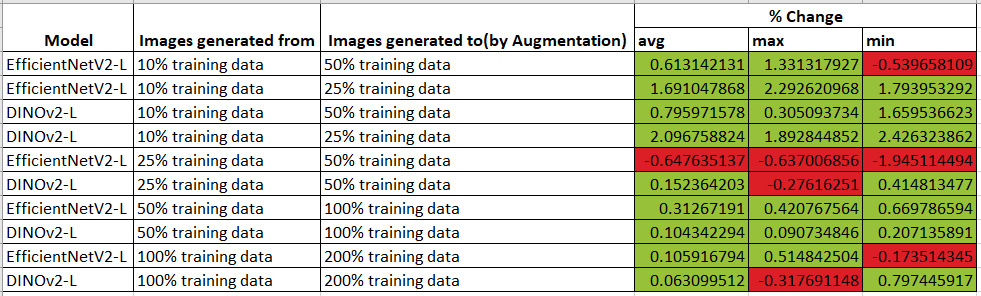 % Change
Model Images generated from Images generated to(by Augmentation) avg max min
EfficientNetV2-L 10% training data 50% training data 0.613142131 1.331317927 -0.539658109
EfficientNetV2-L 10% training data 25% training data 1.691047868 2.292620968 1.793953292
DINOv2-L 10% training data 50% training data 0.795971578 0.305093734 1.659536623
DINOv2-L 10% training data 25% training data 2.096758824 1.892844852 2.426323862
EfficientNetV2-L 25% training data 50% training data -0.647635137 -0.637006856 -1.945114494
DINOv2-L 25% training data 50% training data 0.152364203 -0.27616251 0.414813477
EfficientNetV2-L 50% training data 100% training data 0.31267191 0.420767564 0.669786594
DINOv2-L 50% training data 100% training data 0.104342294 0.090734846 0.207135891
EfficientNetV2-L 100% training data 200% training data 0.105916794 0.514842504 -0.173514345
DINOv2-L 100% training data 200% training data 0.063099512 -0.317691148 0.797445917